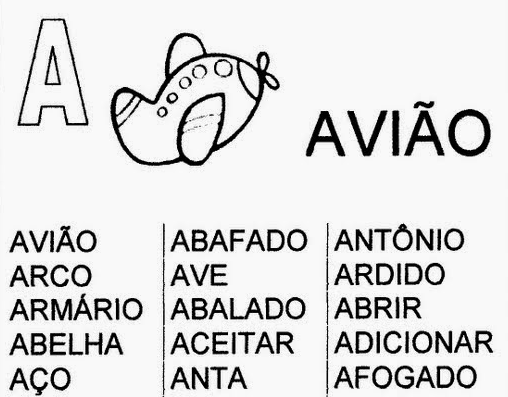 A
AVIÃO
AVIÃO
ARCO
ARMÁRIO
ABELHA
AÇO
ABAFADO
AVE
ABALADO
ACEITAR
ANTA
ANTÔNIO
ARDIDO
ABRIR
ADICIONAR
AFOGADO